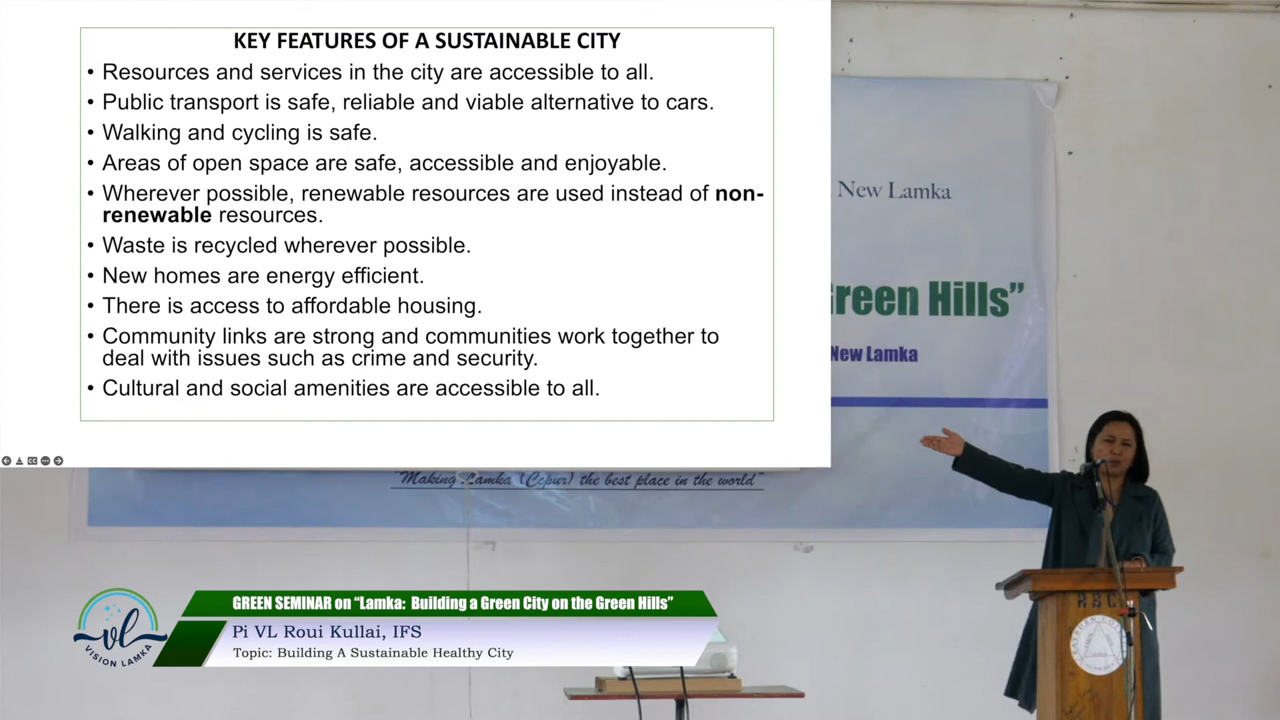 KEY FEATURES OF A SUSTAINABLE CITY
• Resources and services in the city are accessible to all.
• Public transport is safe, reliable and viable alternative to cars.
• Walking and cycling is safe.
• Areas of open space are safe, accessible and enjoyable.
• Wherever possible, renewable resources are used instead of non-
renewable resources.
• Waste is recycled wherever possible.
• New homes are energy efficient.
• There is access to affordable housing.
• Community links are strong and communities work together to
deal with issues such as crime and security.
• Cultural and social amenities are accessible to all.
New Lamka
reen Hills”
New Lamka
"Making Lamka (Ccpur) the best place in the world"
GREEN SEMINAR on “Lamka: Building a Green City on the Green Hills”
Pi VL Roui Kullai, IFS
Topic: Building A Sustainable Healthy City
vl
VISION LAMKA